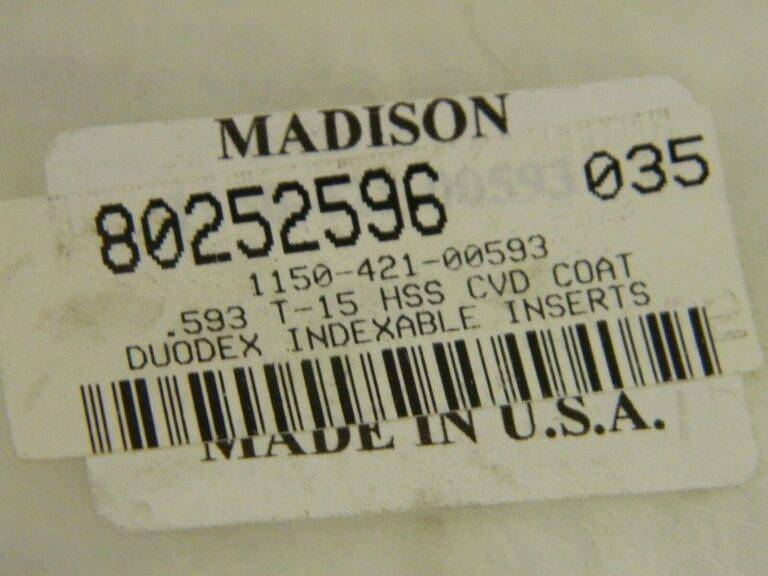 MADISON
80252596 035
1150-421-00593
.593 T-15 HSS CVD COAT
DUODEX INDEXABLE INSERTS
MADE IN U.S.A.